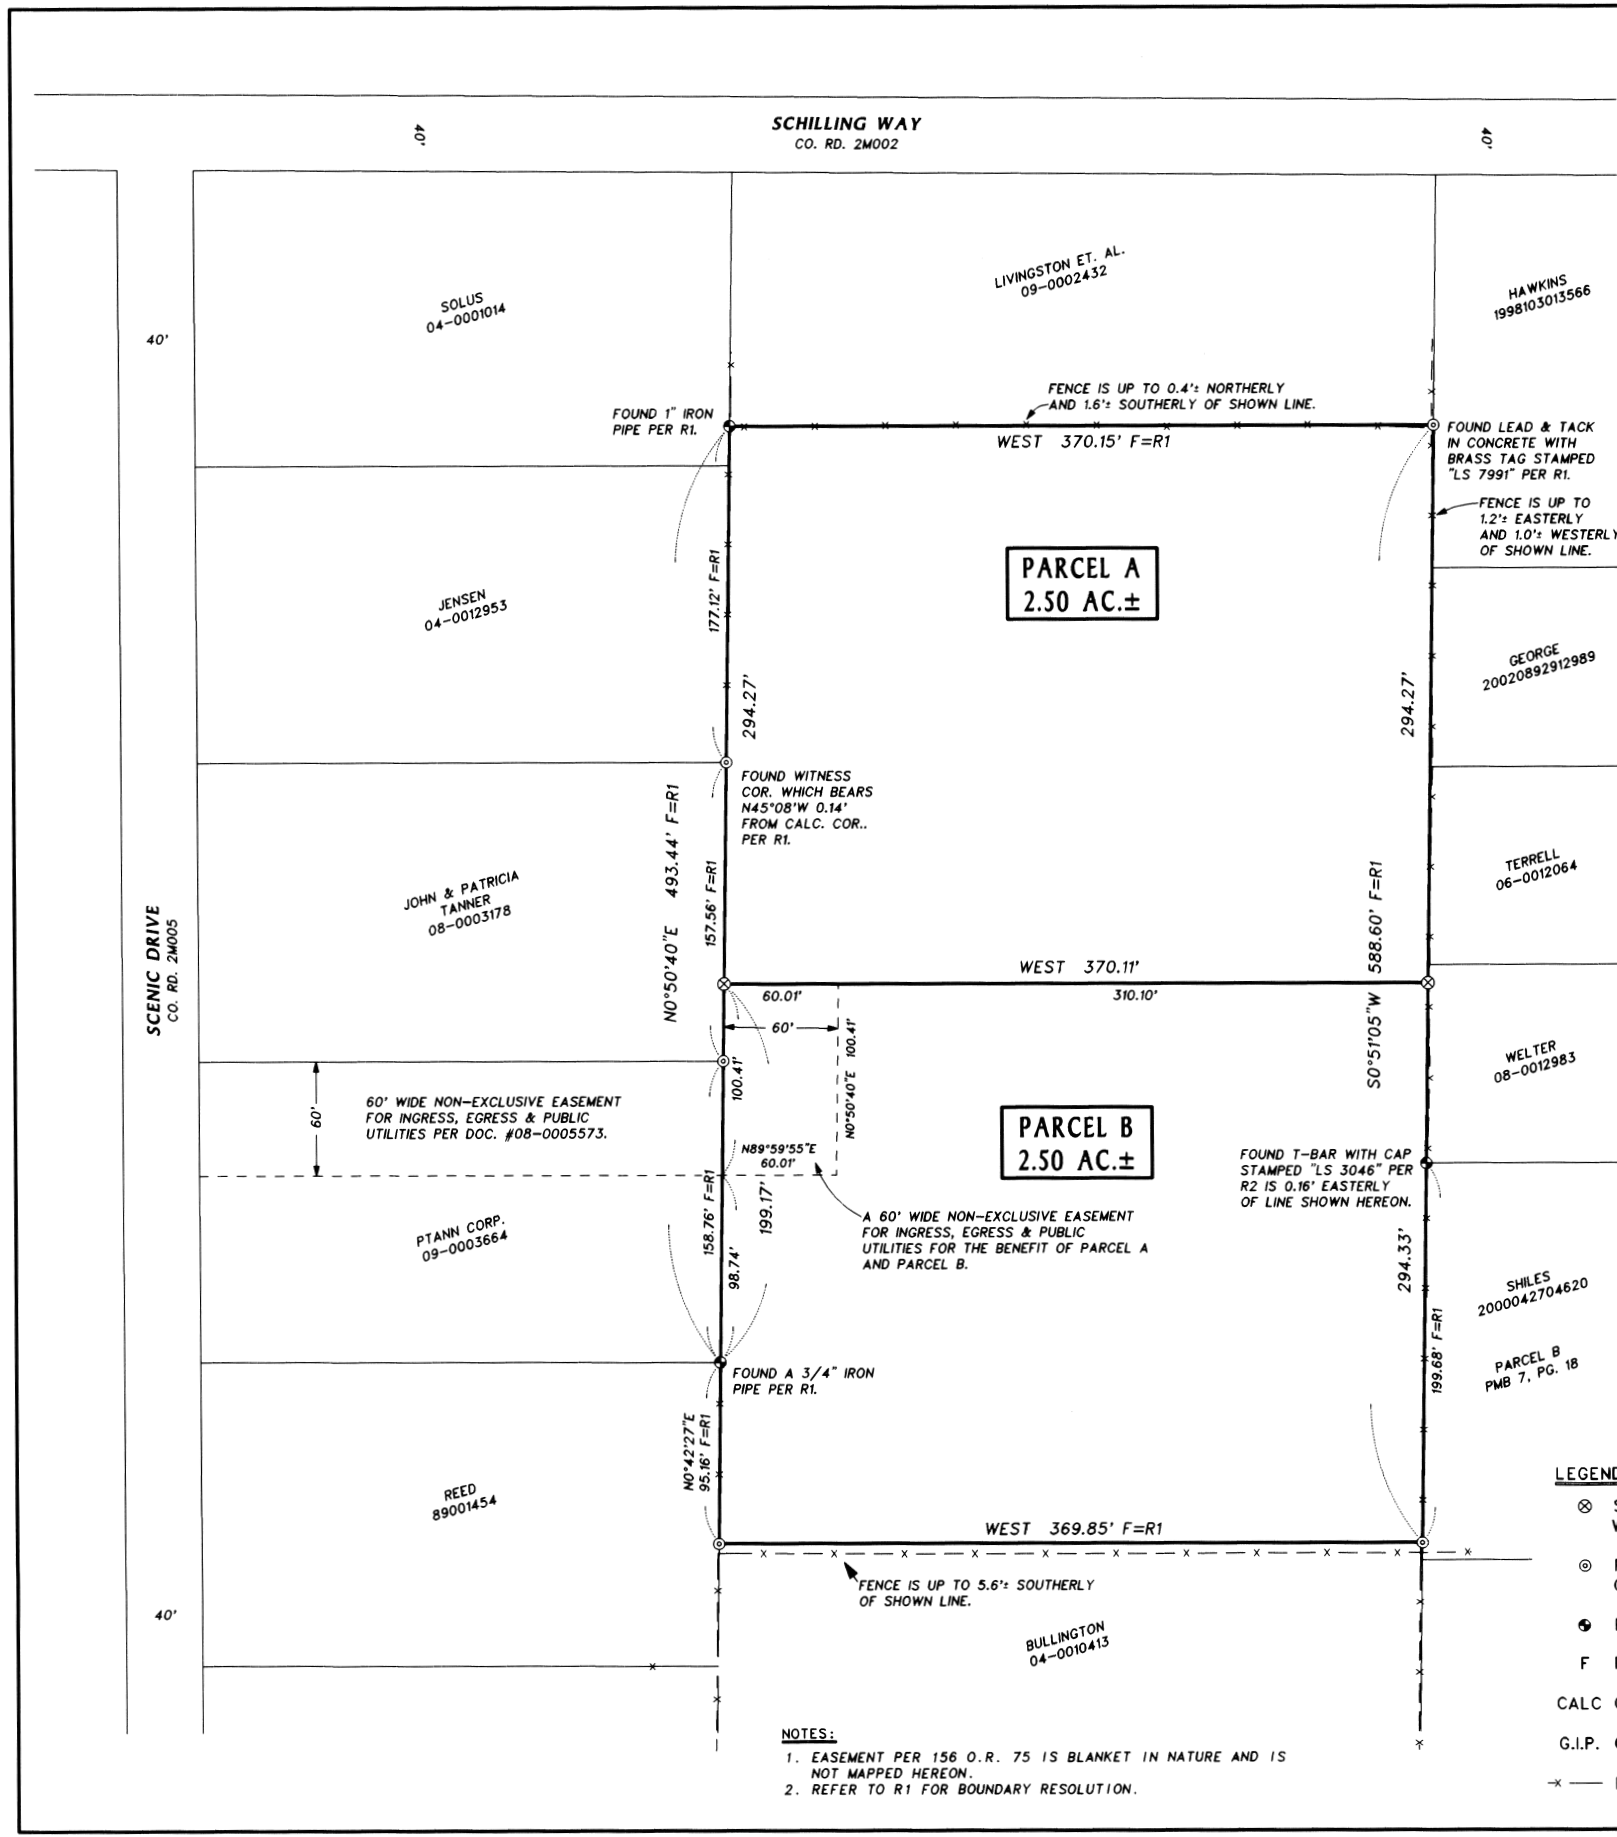 SCHILLING WAY
CO. RD. 2M002
40'
40'
SOLUS
04-0001014
LIVINGSTON ET. AL.
09-0002432
HAWKINS
1998103013566
40'
FENCE IS UP TO 0.4'± NORTHERLY
AND 1.6'± SOUTHERLY OF SHOWN LINE.
FOUND 1" IRON
PIPE PER R1.
WEST 370.15' F=R1
FOUND LEAD & TACK
IN CONCRETE WITH
BRASS TAG STAMPED
"LS 7991" PER R1.
FENCE IS UP TO
1.2'± EASTERLY
AND 1.0'± WESTERLY
OF SHOWN LINE.
PARCEL A
2.50 AC.±
177.12' F=R1
JENSEN
04-0012953
GEORGE
20020892912989
294.27'
294.27'
FOUND WITNESS
COR. WHICH BEARS
N45°08'W 0.14'
FROM CALC. COR..
PER R1.
N0°50'40"E 493.44' F=R1
157.56' F=R1
JOHN & PATRICIA
TANNER
08-0003178
SCENIC DRIVE
CO. RD. 2M005
S0°51'05"W 588.60' F=R1
TERRELL
06-0012064
WEST 370.11'
60.01'
310.10'
60'
100.41'
N0°50'40"E 100.41'
WELTER
08-0012983
60'
60' WIDE NON-EXCLUSIVE EASEMENT
FOR INGRESS, EGRESS & PUBLIC
UTILITIES PER DOC. #08-0005573.
PARCEL B
2.50 AC.±
N89°59'55"E
60.01'
FOUND T-BAR WITH CAP
STAMPED "LS 3046" PER
R2 IS 0.16' EASTERLY
OF LINE SHOWN HEREON.
158.76' F=R1
199.17'
98.74'
A 60' WIDE NON-EXCLUSIVE EASEMENT
FOR INGRESS, EGRESS & PUBLIC
UTILITIES FOR THE BENEFIT OF PARCEL A
AND PARCEL B.
PTANN CORP.
09-0003664
294.33'
SHILES
2000042704620
199.68' F=R1
PARCEL B
PMB 7, PG. 18
FOUND A 3/4" IRON
PIPE PER R1.
N0°42'27"E
95.16' F=R1
REED
89001454
WEST 369.85' F=R1
FENCE IS UP TO 5.6'± SOUTHERLY
OF SHOWN LINE.
40'
BULLINGTON
04-0010413
LEGEND
F
CALC
G.I.P.
NOTES:
1. EASEMENT PER 156 O.R. 75 IS BLANKET IN NATURE AND IS
NOT MAPPED HEREON.
2. REFER TO R1 FOR BOUNDARY RESOLUTION.